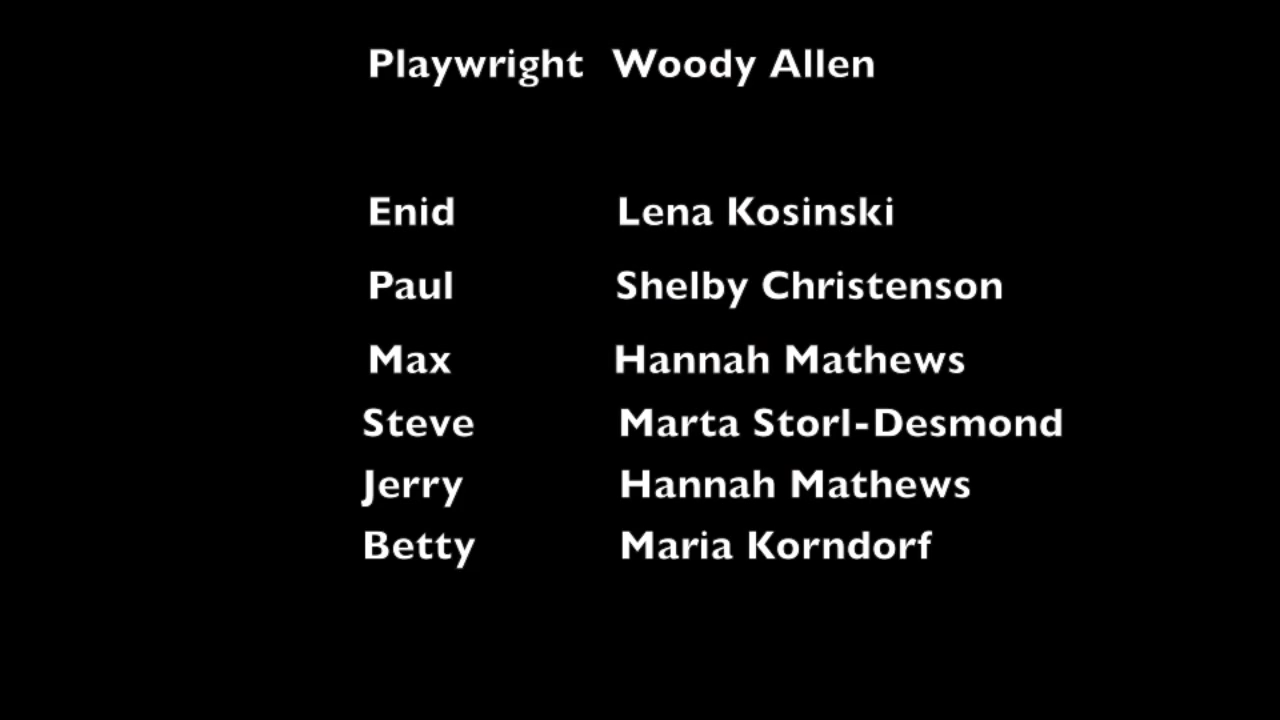 Playwright Woody Allen
Enid Lena Kosinski
Paul Shelby Christenson
Max Hannah Mathews
Steve Marta Storl-Desmond
Jerry Hannah Mathews
Betty Maria Korndorf